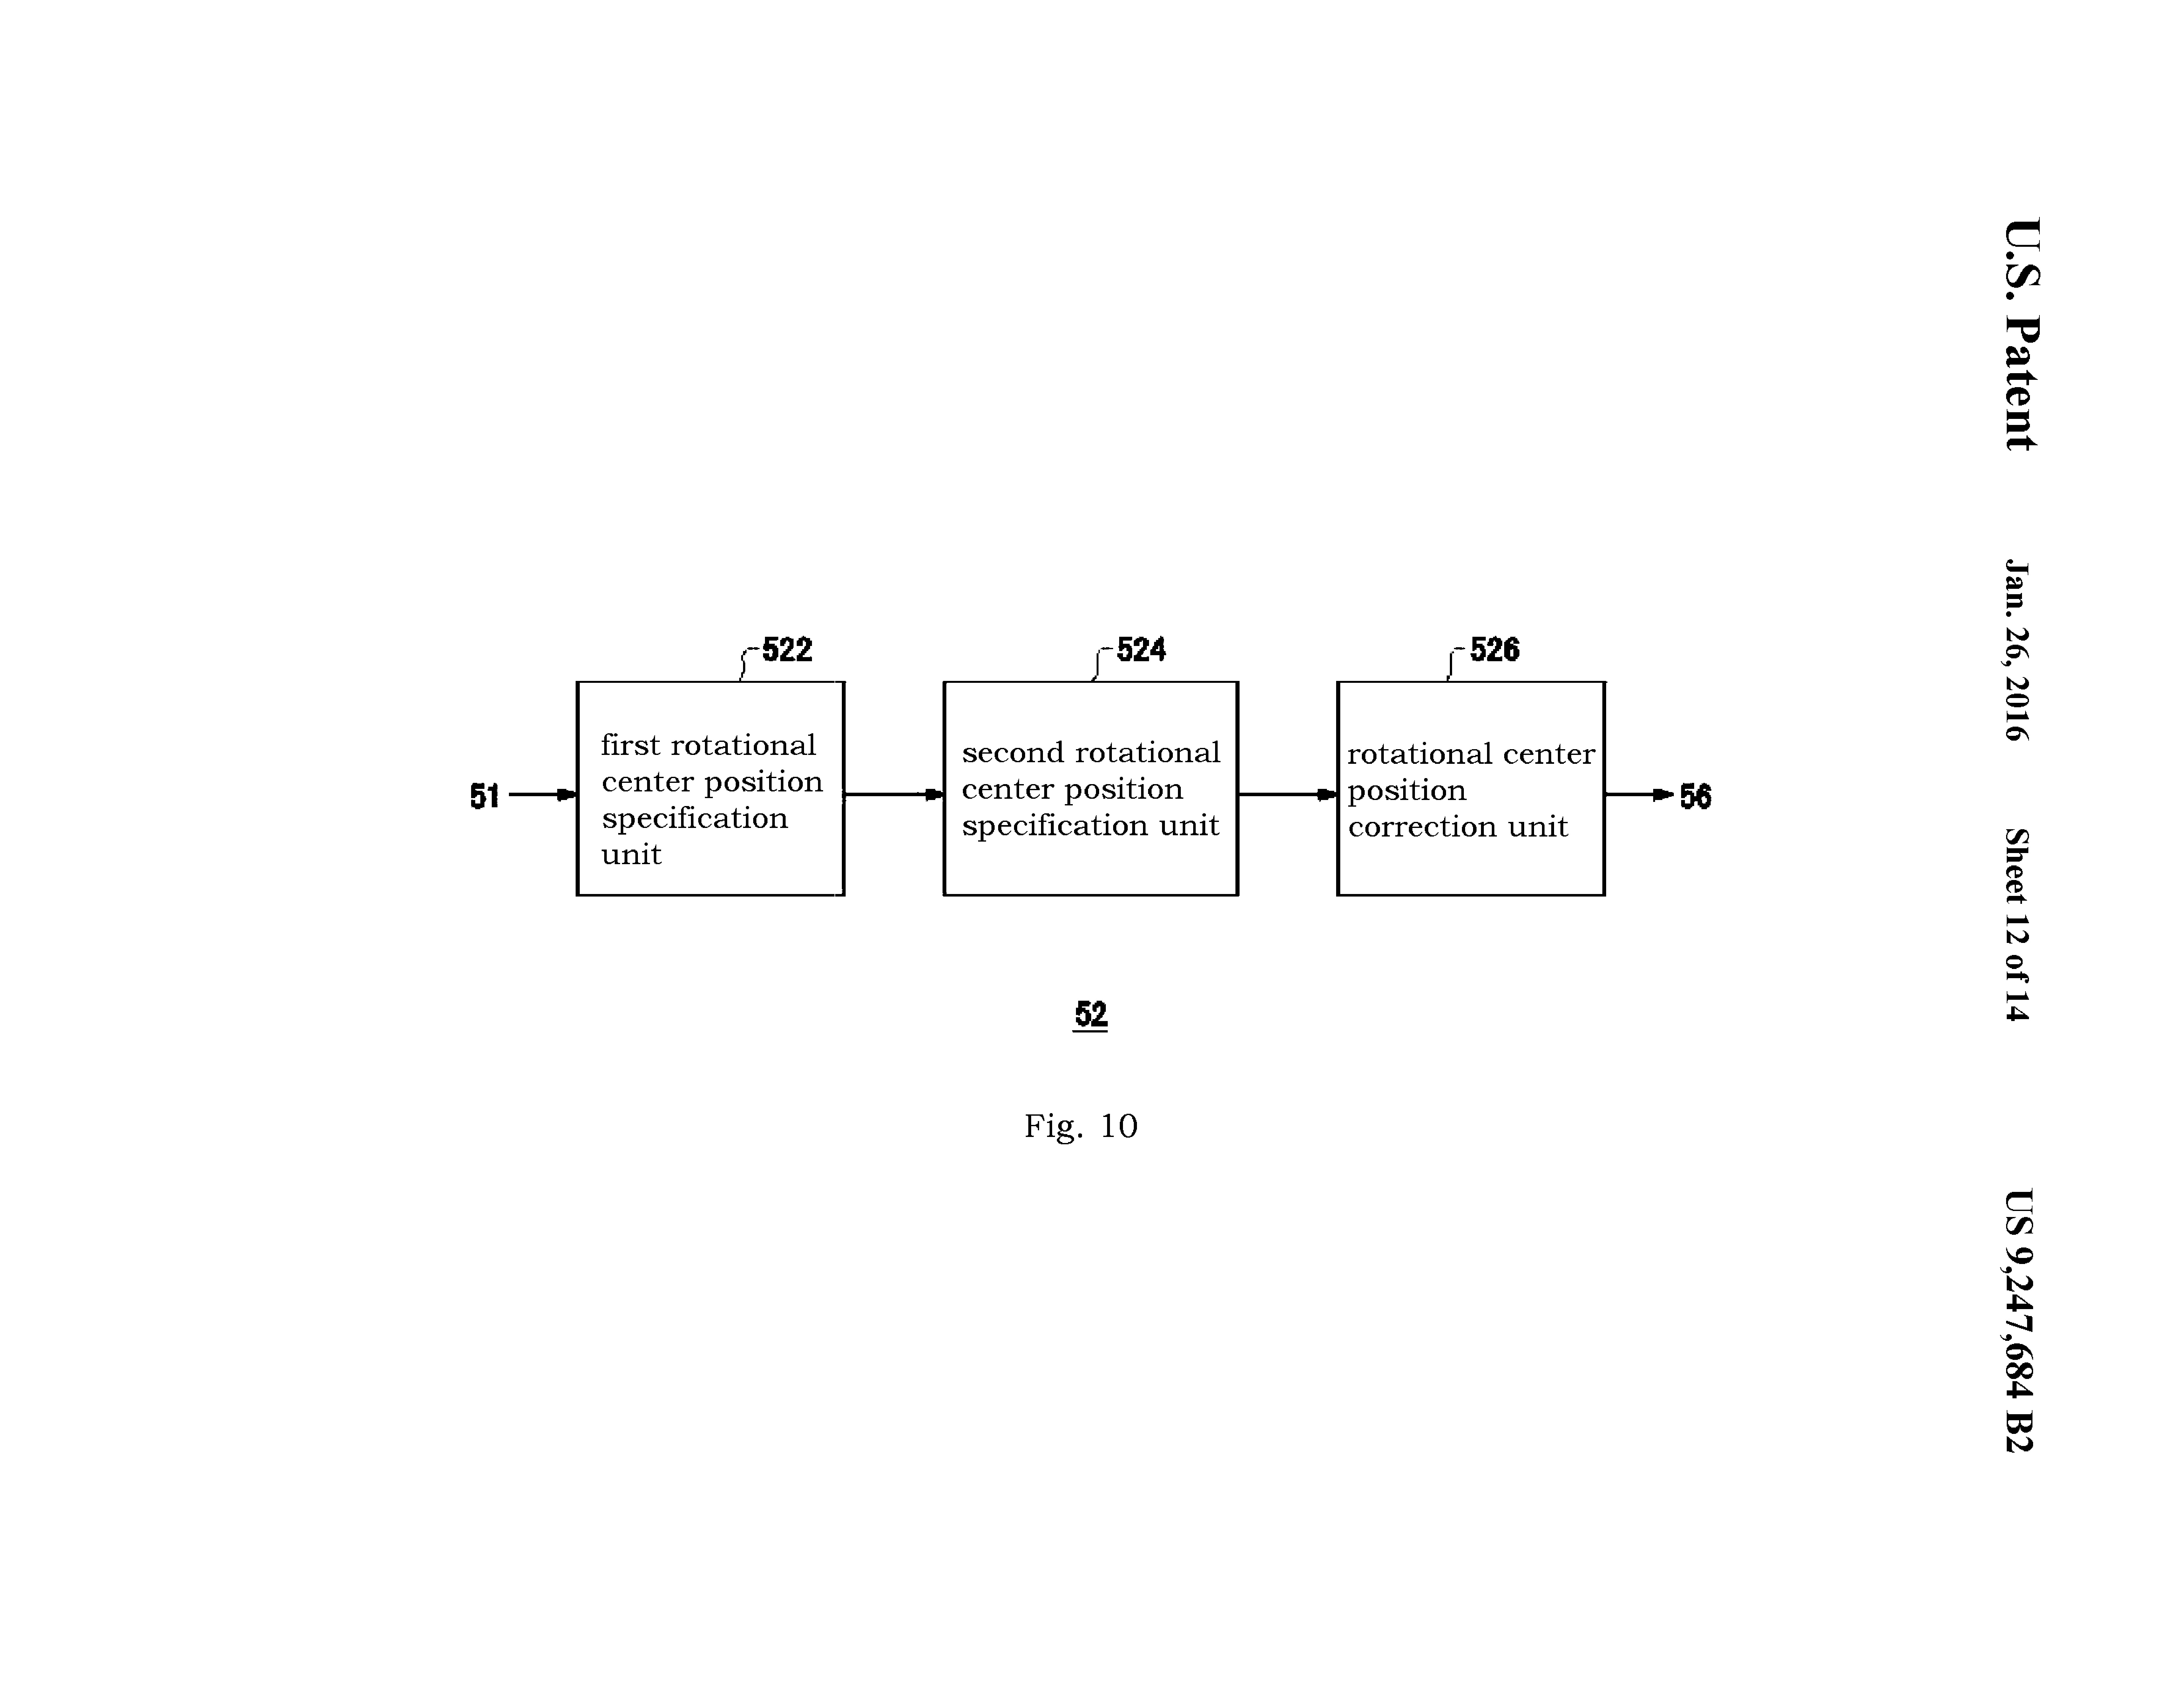 U.S. Patent Jan. 26, 2016 Sheet 12 of 14 US 9,247,684 B2
522
524
526
51
first rotational
center position
specification
unit
second rotational
center position
specification unit
rotational center
position
correction unit
56
52
Fig. 10